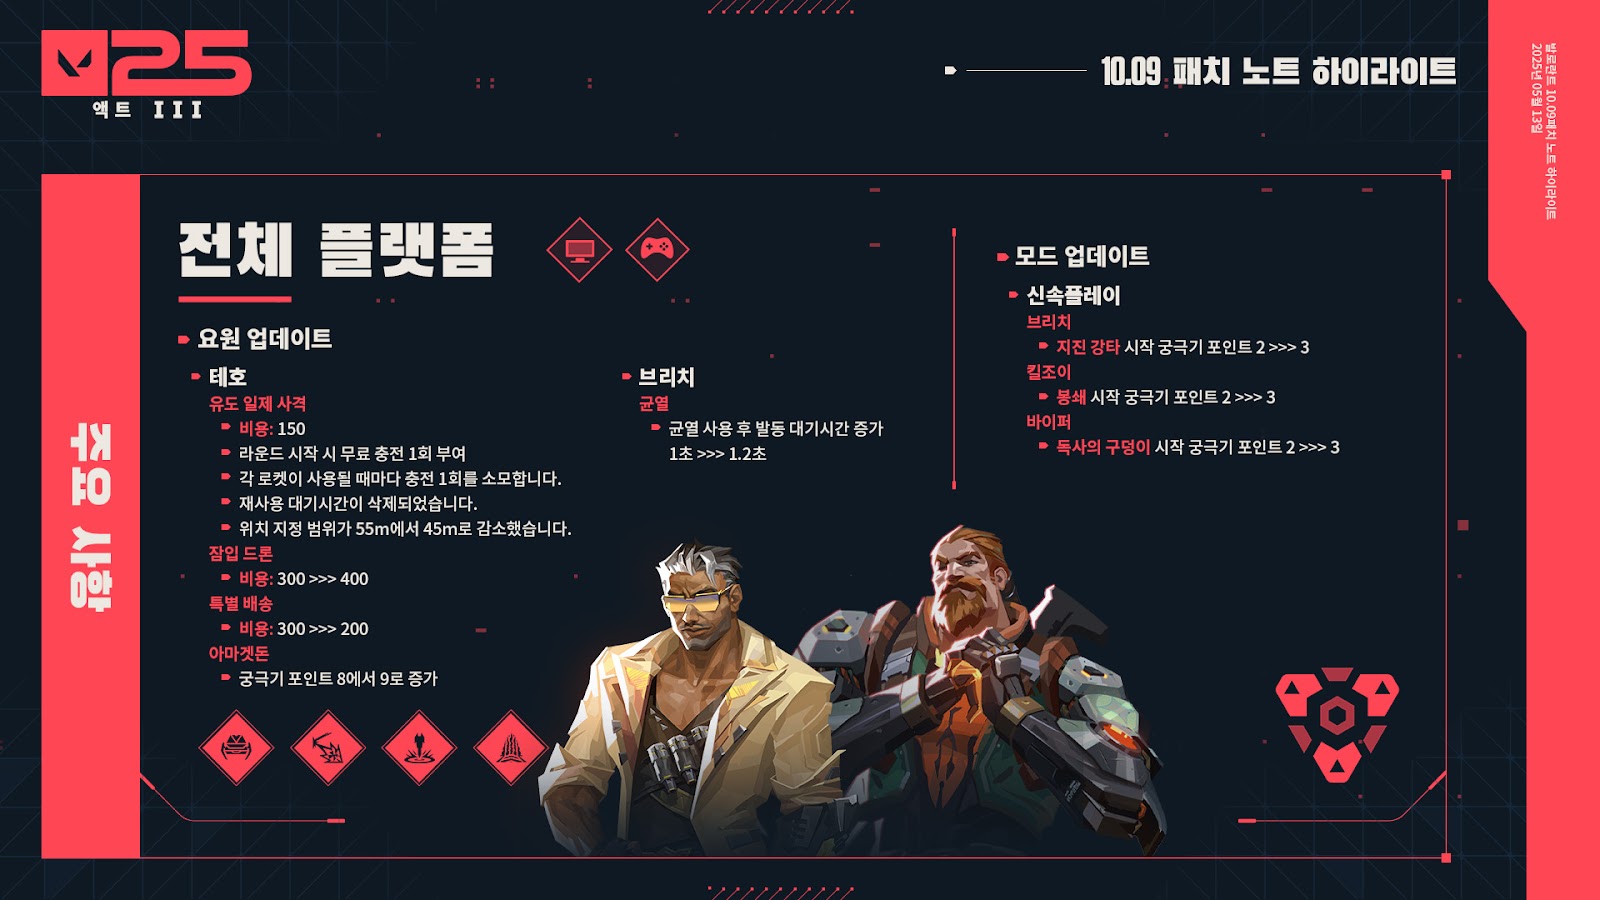 25
액트 III
10.09 패치 노트 하이라이트
발로란트 10.09패치 노트 하이라이트
2025년 05월 13일
주요 사항
전체 플랫폼
요원 업데이트
테호
유도 일제 사격
비용: 150
라운드 시작 시 무료 충전 1회 부여
각 로켓이 사용될 때마다 충전 1회를 소모합니다.
재사용 대기시간이 삭제되었습니다.
위치 지정 범위가 55m에서 45m로 감소했습니다.
잠입 드론
비용: 300 >>> 400
특별 배송
비용: 300 >>> 200
아마겟돈
궁극기 포인트 8에서 9로 증가
브리치
균열
균열 사용 후 발동 대기시간 증가
1초 >>> 1.2초
모드 업데이트
신속플레이
브리치
지진 강타 시작 궁극기 포인트 2 >>> 3
킬조이
봉쇄 시작 궁극기 포인트 2 >>> 3
바이퍼
독사의 구덩이 시작 궁극기 포인트 2 >>> 3